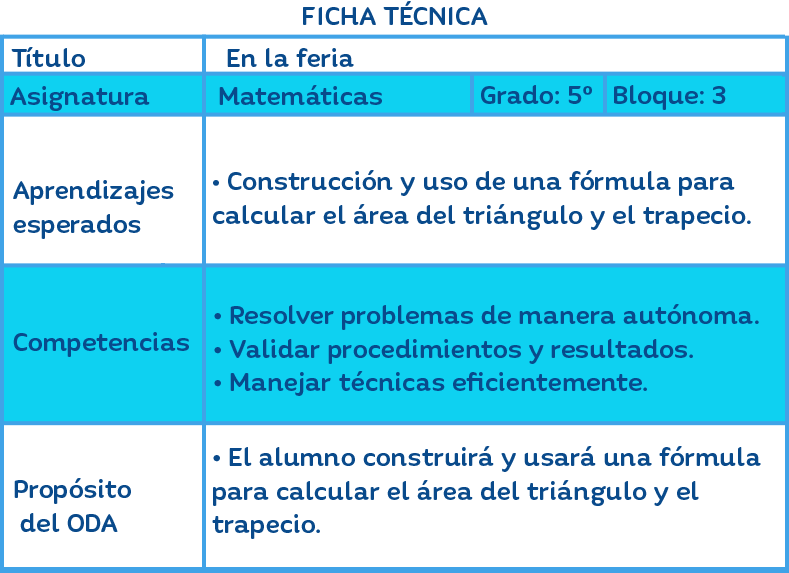 FICHA TÉCNICA
Título
En la feria
Asignatura
Matemáticas
Grado: 5º
Bloque: 3
Aprendizajes
esperados
• Construcción y uso de una fórmula para
calcular el área del triángulo y el trapecio.
Competencias
• Resolver problemas de manera autónoma.
• Validar procedimientos y resultados.
• Manejar técnicas eficientemente.
Propósito
del ODA
• El alumno construirá y usará una fórmula
para calcular el área del triángulo y el
trapecio.